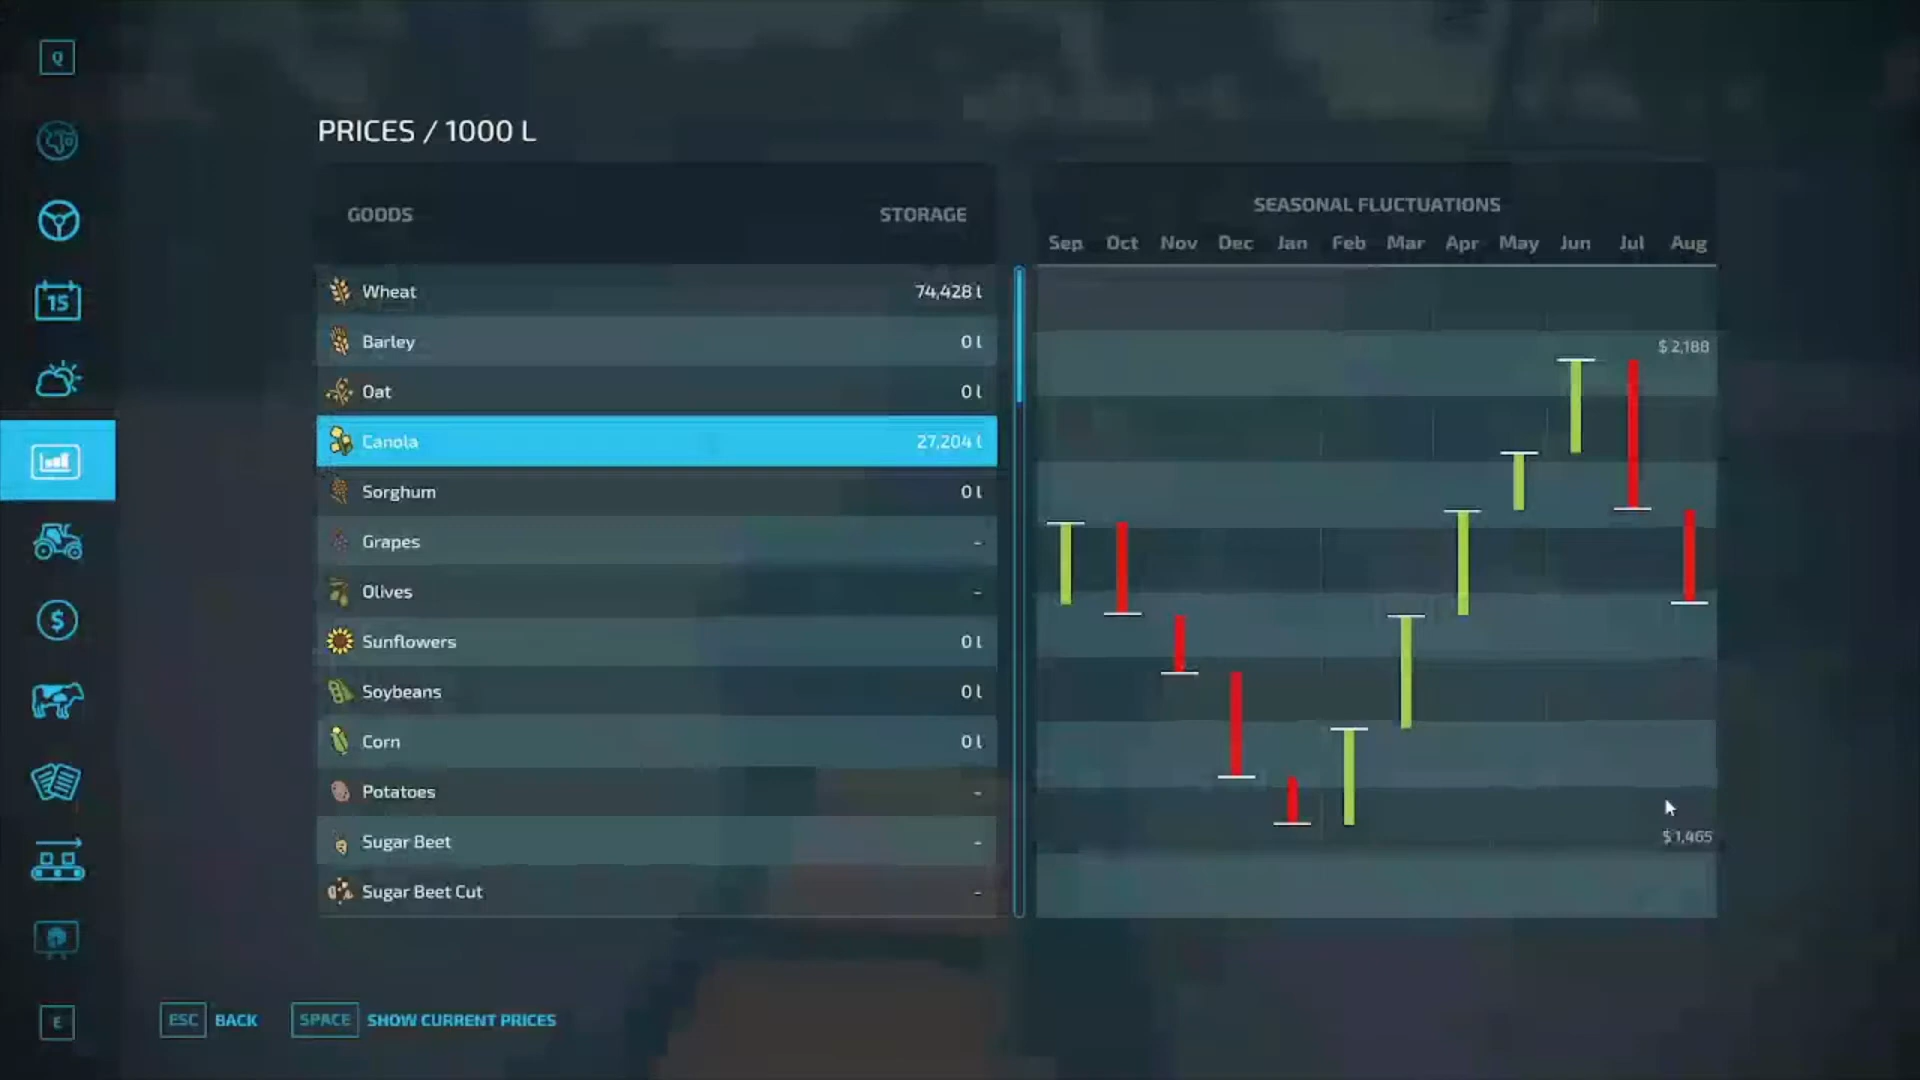 Q
PRICES / 1000 L
GOODS STORAGE
SEASONAL FLUCTUATIONS
Sep Oct Nov Dec Jan Feb Mar Apr May Jun Jul Aug
15
Wheat 74,428 l
Barley 0 l
Oat 0 l
Canola 27,204 l
Sorghum 0 l
Grapes -
Olives -
Sunflowers 0 l
Soybeans 0 l
Corn 0 l
Potatoes -
Sugar Beet -
Sugar Beet Cut -
$ 2,188
$ 1,465
$
E
ESC BACK SPACE SHOW CURRENT PRICES